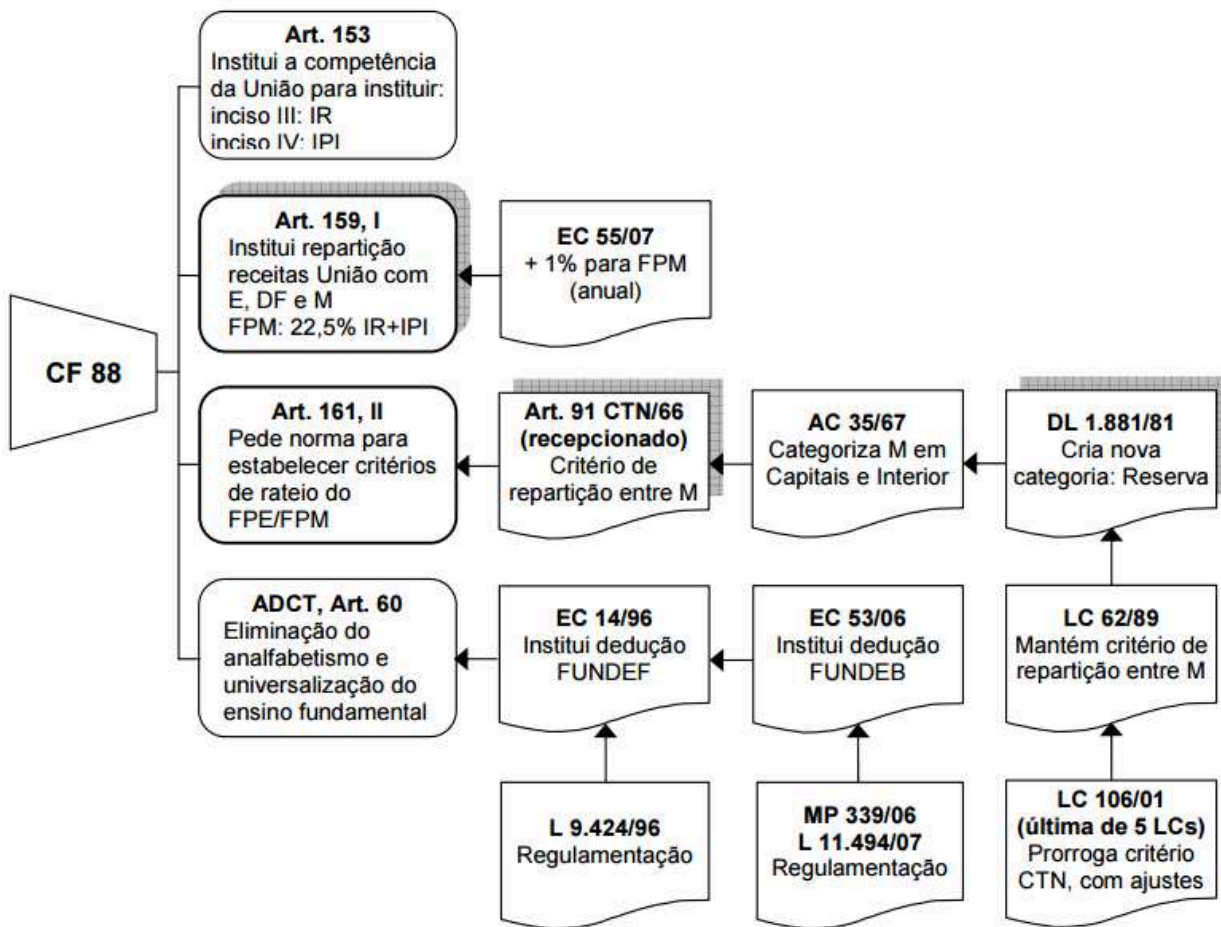 Art. 153
Institui a competência
da União para instituir:
inciso III: IR
inciso IV: IPI
Art. 159, I
Institui repartição
receitas União com
E, DF e M
FPM: 22,5% IR+IPI
EC 55/07
+ 1% para FPM
(anual)
CF 88
Art. 161, II
Pede norma para
estabelecer critérios
de rateio do
FPE/FPM
Art. 91 CTN/66
(recepcionado)
Critério de
repartição entre M
AC 35/67
Categoriza M em
Capitais e Interior
DL 1.881/81
Cria nova
categoria: Reserva
ADCT, Art. 60
Eliminação do
analfabetismo e
universalização do
ensino fundamental
EC 14/96
Institui dedução
FUNDEF
EC 53/06
Institui dedução
FUNDEB
LC 62/89
Mantém critério de
repartição entre M
L 9.424/96
Regulamentação
MP 339/06
L 11.494/07
Regulamentação
LC 106/01
(última de 5 LCs)
Prorroga critério
CTN, com ajustes